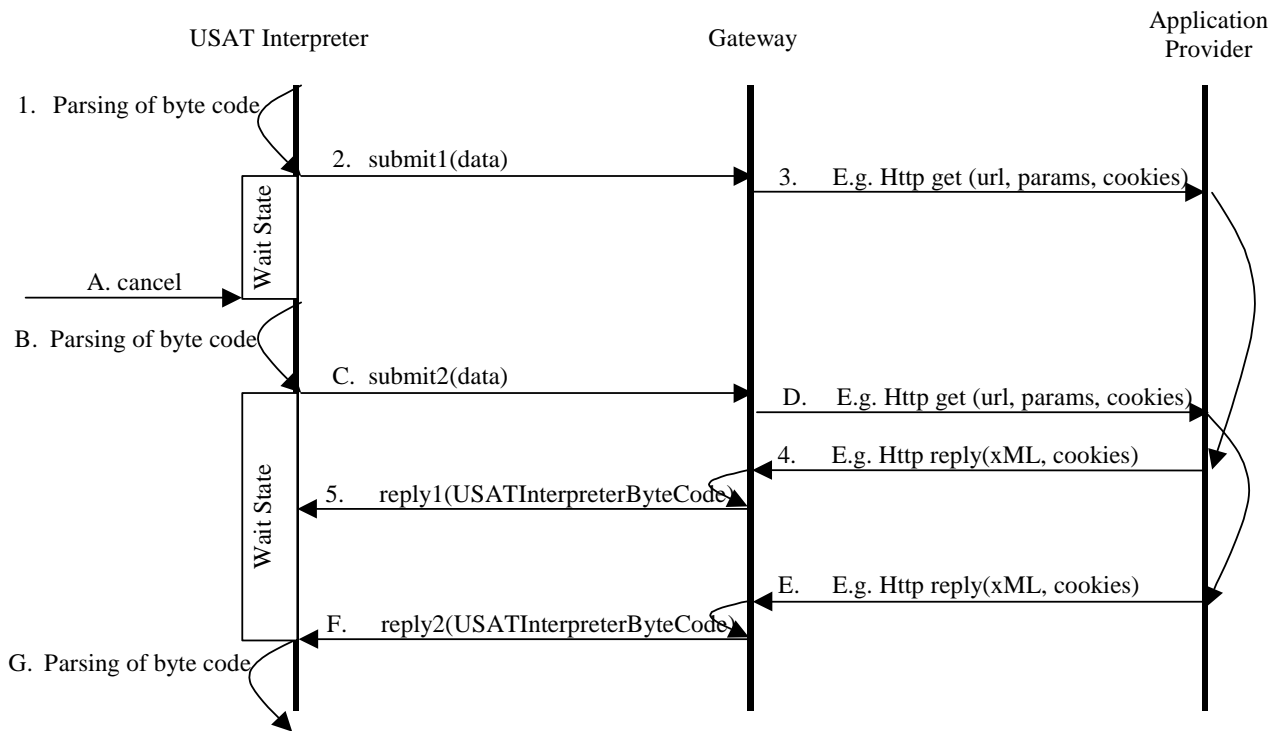 USAT Interpreter
Gateway
Application
Provider
1. Parsing of byte code
2. submit1(data)
3. E.g. Http get (url, params, cookies)
Wait State
A. cancel
B. Parsing of byte code
C. submit2(data)
D. E.g. Http get (url, params, cookies)
4. E.g. Http reply(xML, cookies)
5. reply1(USATInterpreterByteCode)
Wait State
E. E.g. Http reply(xML, cookies)
F. reply2(USATInterpreterByteCode)
G. Parsing of byte code